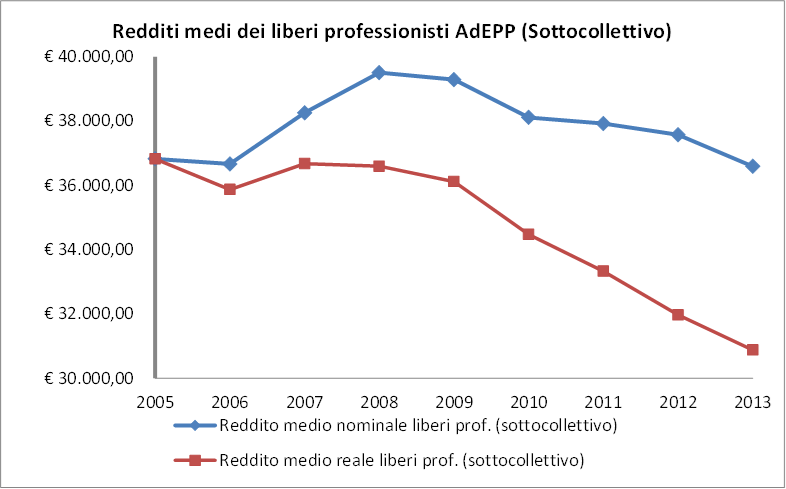 Redditi medi dei liberi professionisti AdEPP (Sottocollettivo)
€ 40.000,00
€ 38.000,00
€ 36.000,00
€ 34.000,00
€ 32.000,00
€ 30.000,00
2005 2006 2007 2008 2009 2010 2011 2012 2013
Reddito medio nominale liberi prof. (sottocollettivo)
Reddito medio reale liberi prof. (sottocollettivo)